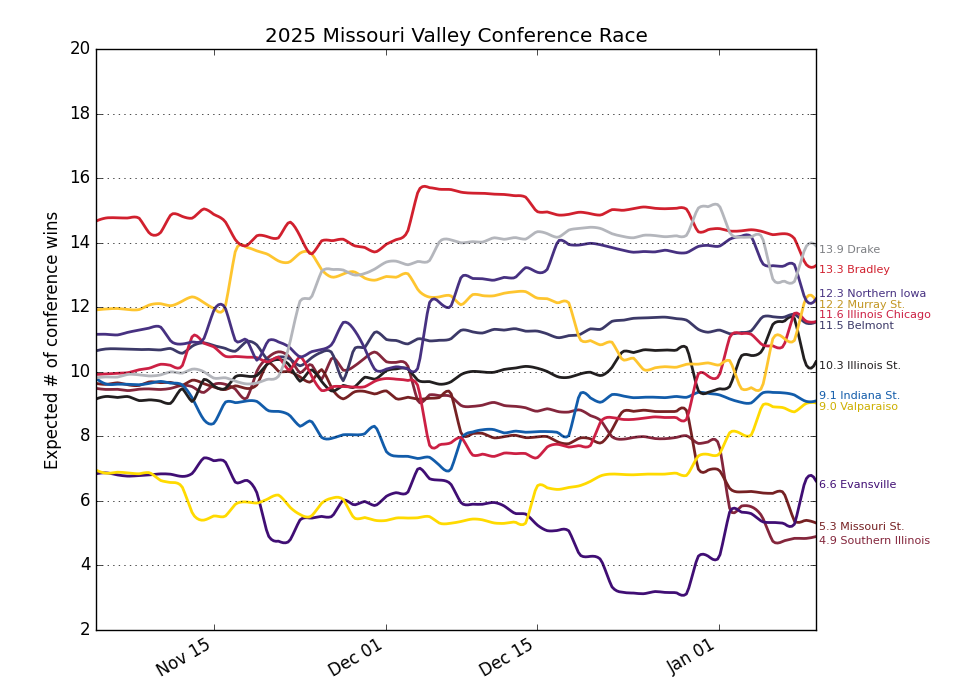 2025 Missouri Valley Conference Race
Expected # of conference wins
20
18
16
14
12
10
8
6
4
2
Nov 15
Dec 01
Dec 15
Jan 01
13.9 Drake
13.3 Bradley
12.3 Northern Iowa
12.2 Murray St.
11.6 Illinois Chicago
11.5 Belmont
10.3 Illinois St.
9.1 Indiana St.
9.0 Valparaiso
6.6 Evansville
5.3 Missouri St.
4.9 Southern Illinois